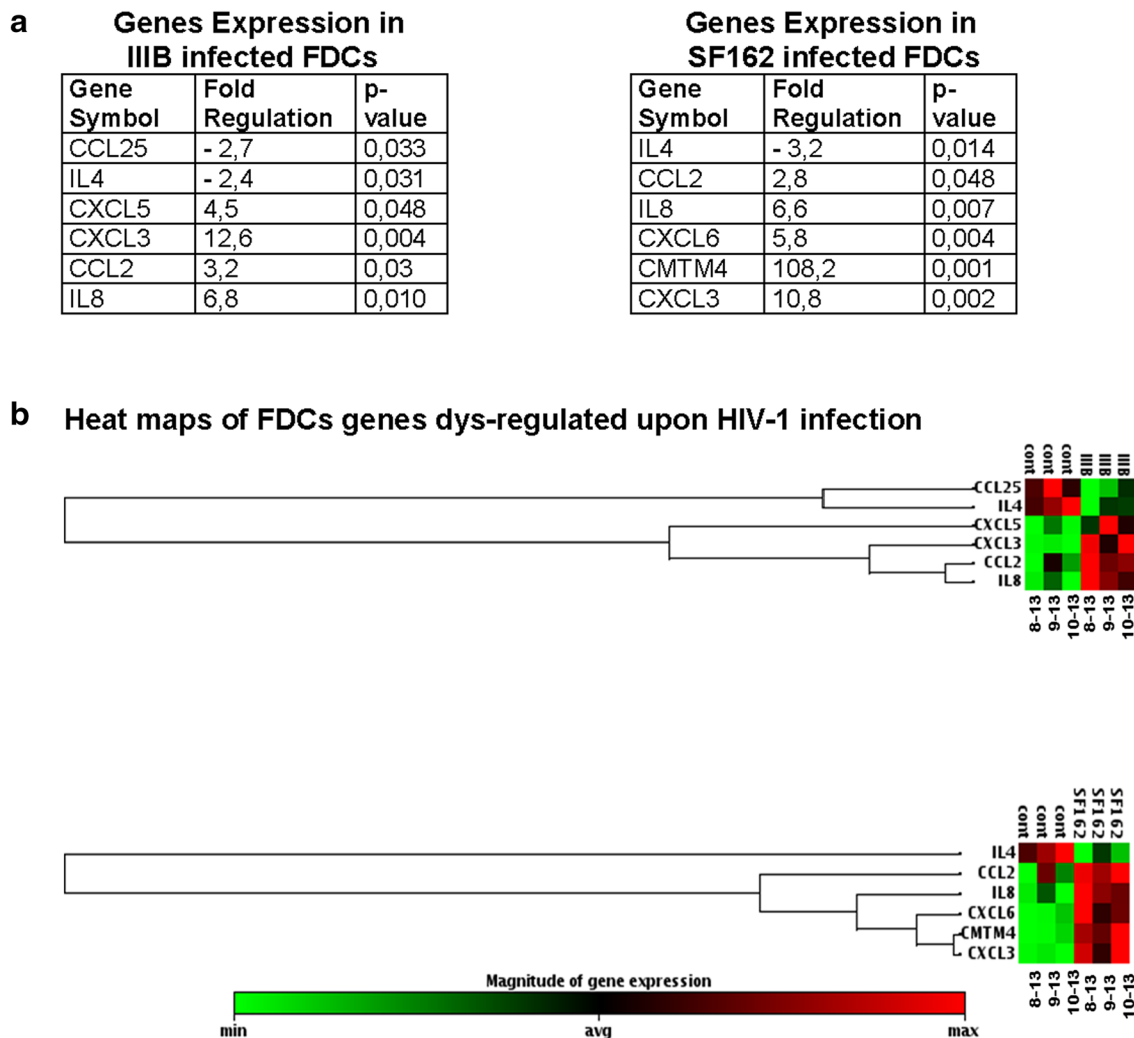 a
Genes Expression in
IIIB infected FDCs
Gene Symbol Fold Regulation p-value
CCL25 - 2,7 0,033
IL4 - 2,4 0,031
CXCL5 4,5 0,048
CXCL3 12,6 0,004
CCL2 3,2 0,03
IL8 6,8 0,010
Genes Expression in
SF162 infected FDCs
Gene Symbol Fold Regulation p-value
IL4 - 3,2 0,014
CCL2 2,8 0,048
IL8 6,6 0,007
CXCL6 5,8 0,004
CMTM4 108,2 0,001
CXCL3 10,8 0,002
b Heat maps of FDCs genes dys-regulated upon HIV-1 infection
cont cont cont IIIB IIIB IIIB
CCL25
IL4
CXCL5
CXCL3
CCL2
IL8
8-13 9-13 10-13 8-13 9-13 10-13
cont cont cont SF162 SF162 SF162
IL4
CCL2
IL8
CXCL6
CMTM4
CXCL3
8-13 9-13 10-13 8-13 9-13 10-13
Magnitude of gene expression
min avg max